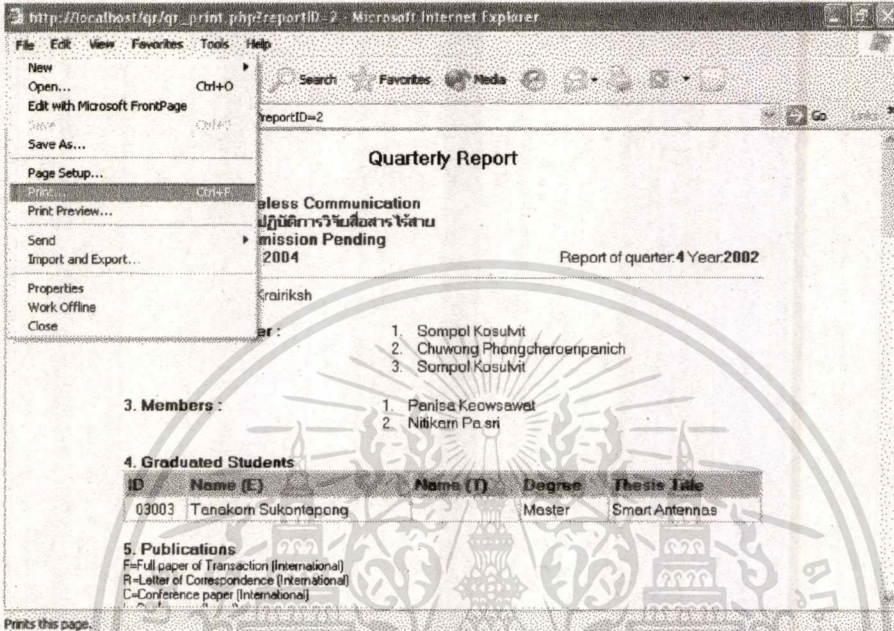 http://localhost/qr/qr_print.php?reportID=2 - Microsoft Internet Explorer
File Edit View Favorites Tools Help
New
Open... Ctrl+O
Edit with Microsoft FrontPage
Save Ctrl+S
Save As...
Page Setup...
Print... Ctrl+P
Print Preview...
Send
Import and Export...
Properties
Work Offline
Close
Search Favorites Media
reportID=2 Go Links
Quarterly Report
eless Communication
ปฏิบัติการวิจัยสื่อสารไร้สาย
mission Pending
2004 Report of quarter:4 Year:2002
Krairiksh
er :
1. Sompol Kosulvit
2. Chuwong Phongcharoenpanich
3. Sompol Kosulvit
3. Members :
1. Panisa Keowsawat
2. Nitikarn Pa sri
4. Graduated Students
ID Name (E) Name (T) Degree Thesis Title
03003 Tanakorn Sukontapong Master Smart Antennas
5. Publications
F=Full paper of Transaction (International)
R=Letter of Correspondence (International)
C=Conference paper (International)
Prints this page.